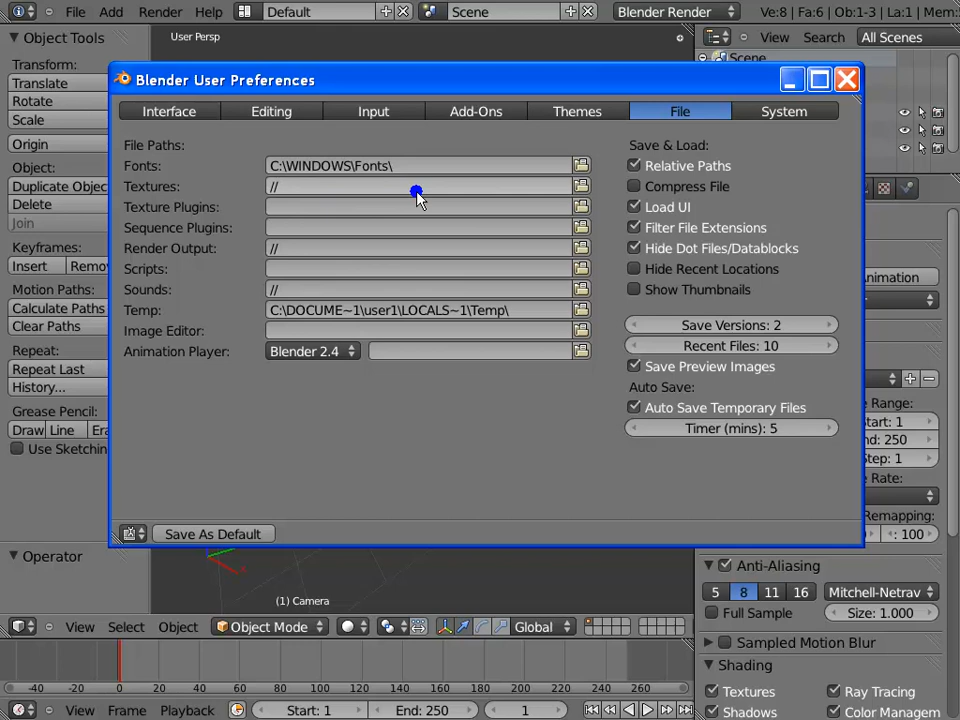 File Add Render Help Default Scene Blender Render Ve:8 | Fa:6 | Ob:1-3 | La:1 | Mem:
Object Tools
User Persp
View Search All Scenes
Scene
Transform:
Translate
Rotate
Scale
Origin
Object:
Duplicate Objec
Delete
Join
Keyframes:
Insert Remov
Motion Paths:
Calculate Paths
Clear Paths
Repeat:
Repeat Last
History...
Grease Pencil:
Draw Line Era
Use Sketchin
Operator
Blender User Preferences
Interface Editing Input Add-Ons Themes File System
File Paths:
Fonts: C:\WINDOWS\Fonts\
Textures: //
Texture Plugins:
Sequence Plugins:
Render Output: //
Scripts:
Sounds: //
Temp: C:\DOCUME~1\user1\LOCALS~1\Temp\
Image Editor:
Animation Player: Blender 2.4
Save & Load:
Relative Paths
Compress File
Load UI
Filter File Extensions
Hide Dot Files/Datablocks
Hide Recent Locations
Show Thumbnails
Save Versions: 2
Recent Files: 10
Save Preview Images
Auto Save:
Auto Save Temporary Files
Timer (mins): 5
Save As Default
Animation
Range:
tart: 1
nd: 250
Step: 1
Rate:
Remapping:
: 100
Anti-Aliasing
5 8 11 16 Mitchell-Netrav
Full Sample Size: 1.000
Sampled Motion Blur
Shading
Textures Ray Tracing
Shadows Color Managem
(1) Camera
View Select Object Object Mode Global
-40 -20 0 20 40 60 80 100 120 140 160 180 200 220 240 260
View Frame Playback Start: 1 End: 250 1